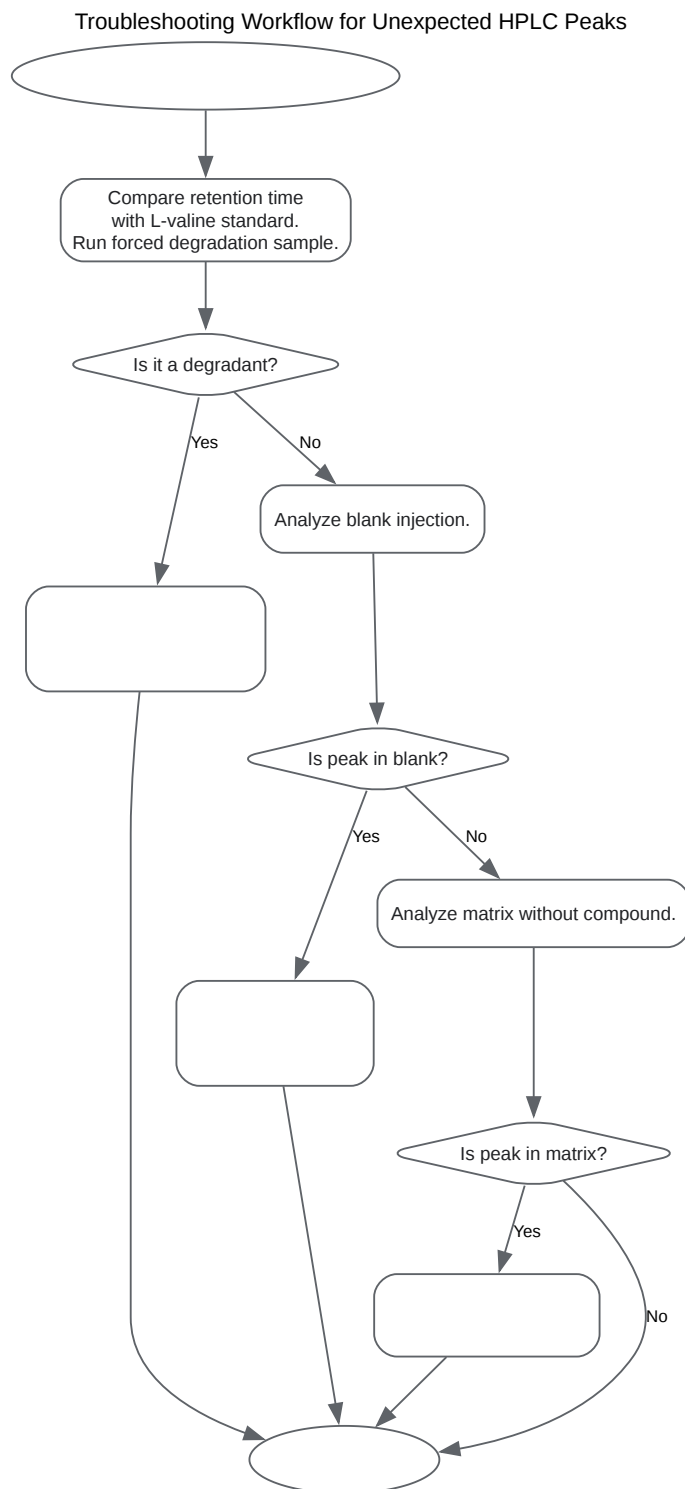 Troubleshooting Workflow for Unexpected HPLC Peaks
Compare retention time
with L-valine standard.
Run forced degradation sample.
Is it a degradant?
Yes
No
Analyze blank injection.
Is peak in blank?
Yes
No
Analyze matrix without compound.
Is peak in matrix?
Yes
No